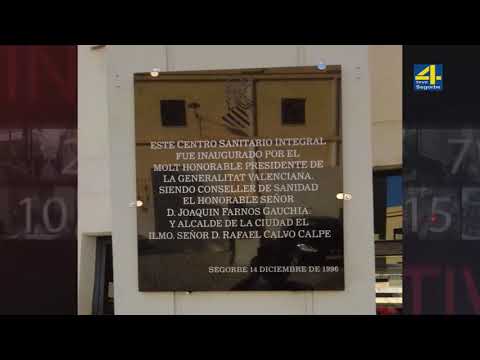 4
Segorbe
ESTE CENTRO SANITARIO INTEGRAL
FUE INAUGURADO POR EL
MOLT HONORABLE PRESIDENTE DE
LA GENERALITAT VALENCIANA.
SIENDO CONSELLER DE SANIDAD
EL HONORABLE SEÑOR
D. JOAQUIN FARNOS GAUCHIA.
Y ALCALDE DE LA CIUDAD EL
ILMO. SEÑOR D. RAFAEL CALVO CALPE
SEGORBE 14 DICIEMBRE DE 1996